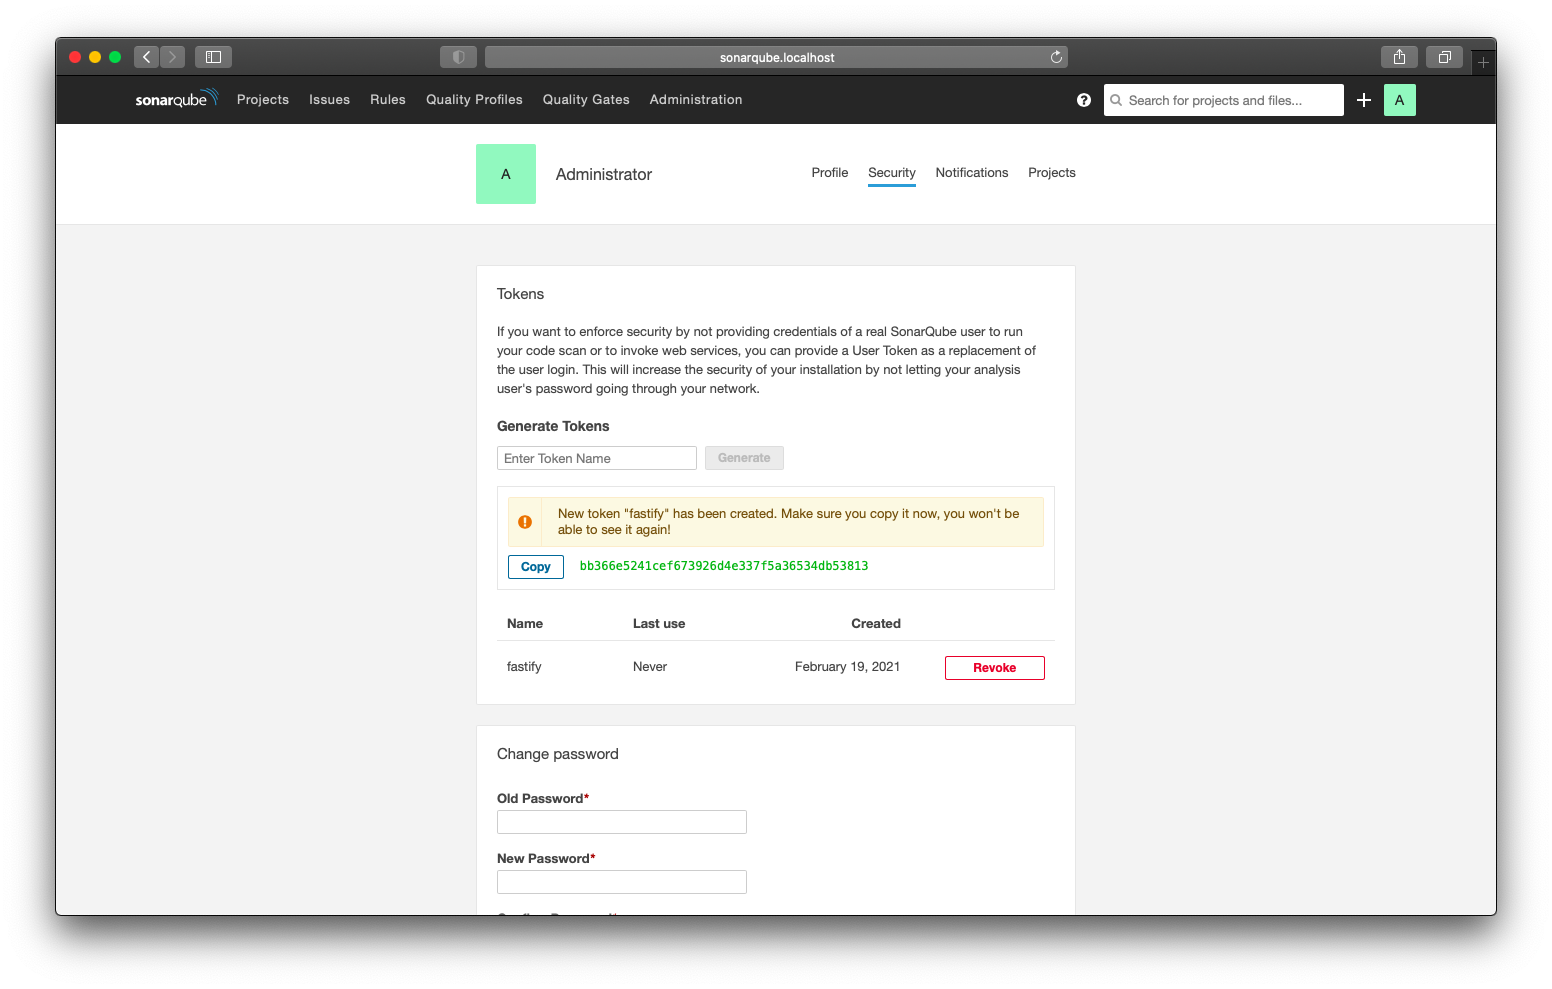 sonarqube.localhost
sonarqube Projects Issues Rules Quality Profiles Quality Gates Administration Search for projects and files... A
A Administrator Profile Security Notifications Projects
Tokens
If you want to enforce security by not providing credentials of a real SonarQube user to run
your code scan or to invoke web services, you can provide a User Token as a replacement of
the user login. This will increase the security of your installation by not letting your analysis
user's password going through your network.
Generate Tokens
Enter Token Name Generate
New token "fastify" has been created. Make sure you copy it now, you won't be
able to see it again!
Copy bb366e5241cef673926d4e337f5a36534db53813
Name Last use Created
fastify Never February 19, 2021 Revoke
Change password
Old Password*
New Password*